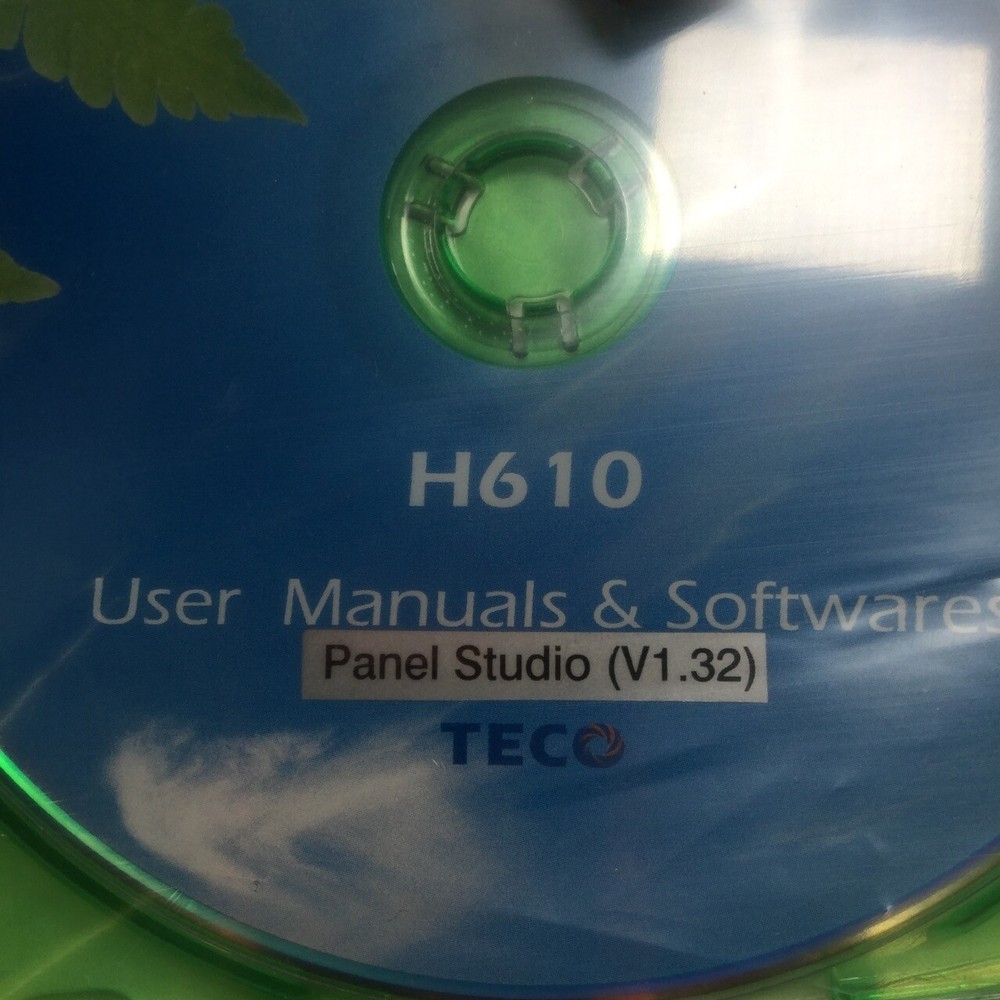 H610
User Manuals & Softwares
Panel Studio (V1.32)
TECO